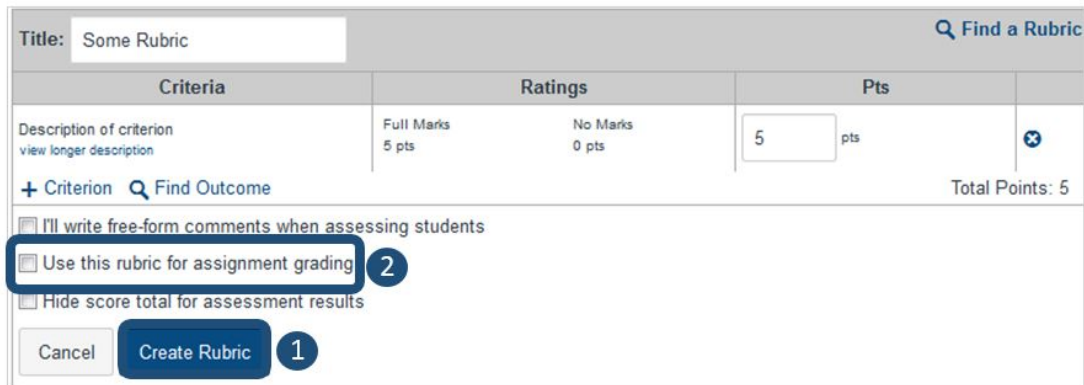 Title: Some Rubric Find a Rubric
Criteria Ratings Pts
Description of criterion Full Marks No Marks 5 pts
view longer description 5 pts 0 pts
+ Criterion Find Outcome Total Points: 5
I'll write free-form comments when assessing students
Use this rubric for assignment grading 2
Hide score total for assessment results
Cancel Create Rubric 1